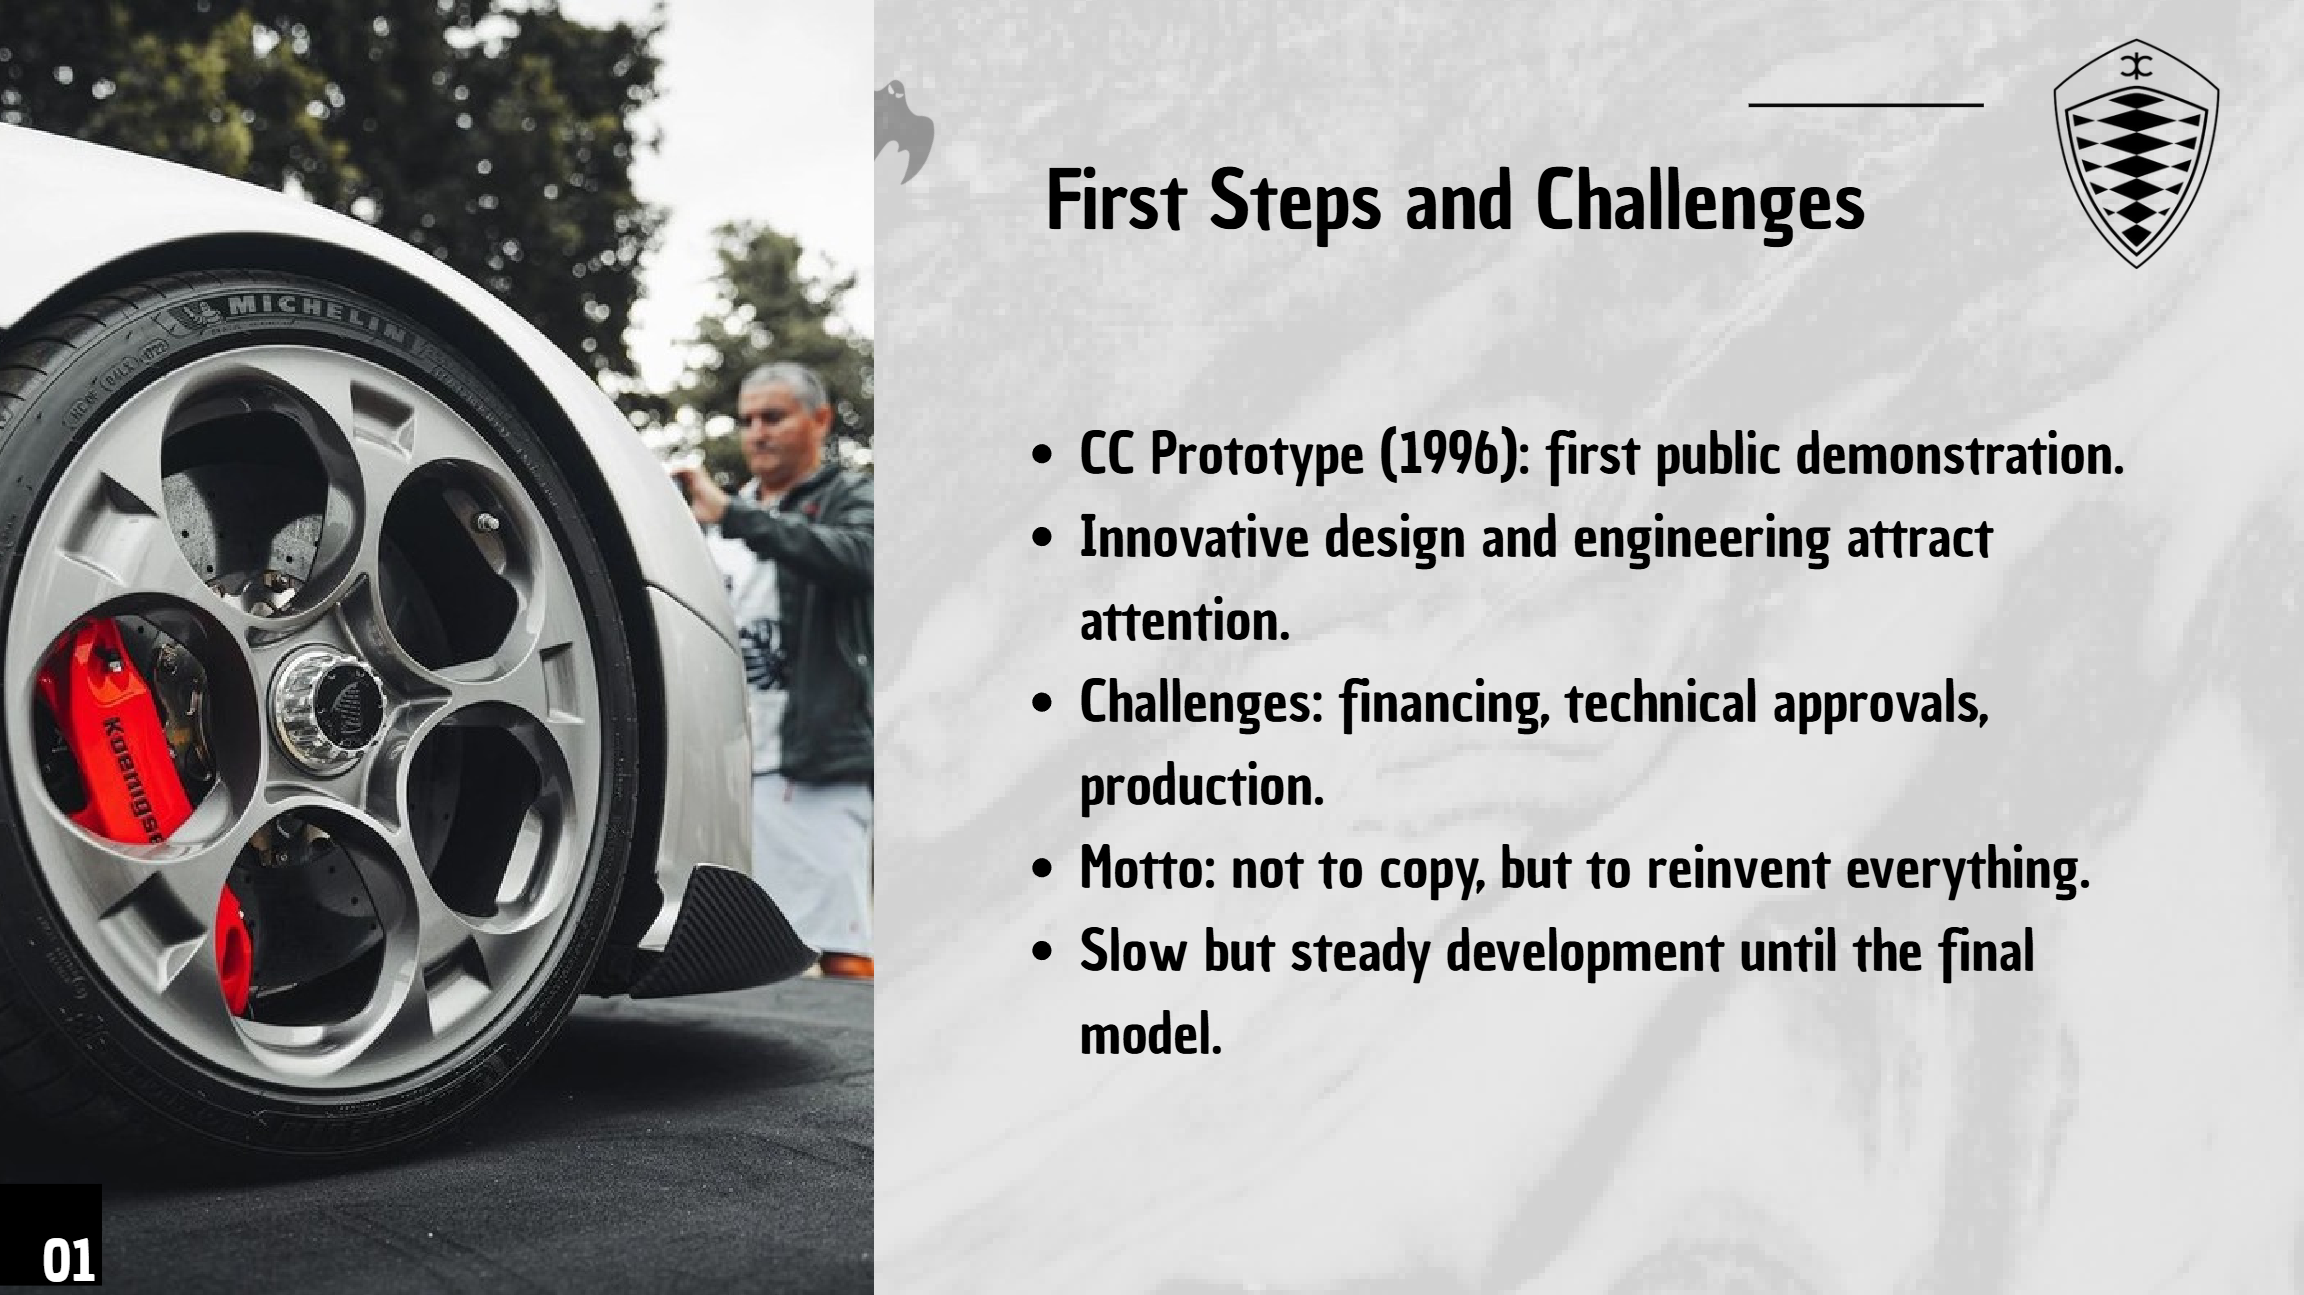 MICHELIN
Koenigse
01
First Steps and Challenges
• CC Prototype (1996): first public demonstration.
• Innovative design and engineering attract
attention.
• Challenges: financing, technical approvals,
production.
• Motto: not to copy, but to reinvent everything.
• Slow but steady development until the final
model.